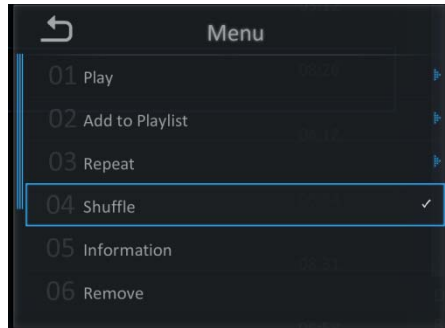 Menu
01 Play
02 Add to Playlist
03 Repeat
04 Shuffle
05 Information
06 Remove